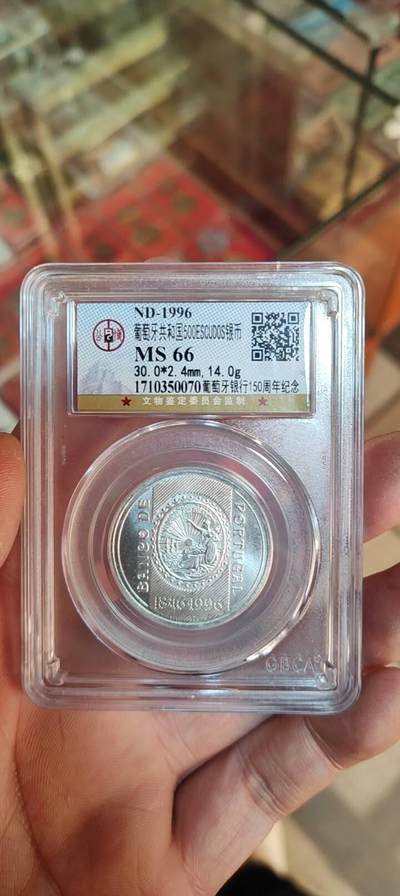 ND-1996
葡萄牙共和国500ESCUDOS银币
MS 66
30.0*2.4mm,14.0g
1710350070葡萄牙银行150周年纪念
★ 文物鉴定委员会监制 ★
BANCO DE
PORTUGAL
1846 1996
GBCA